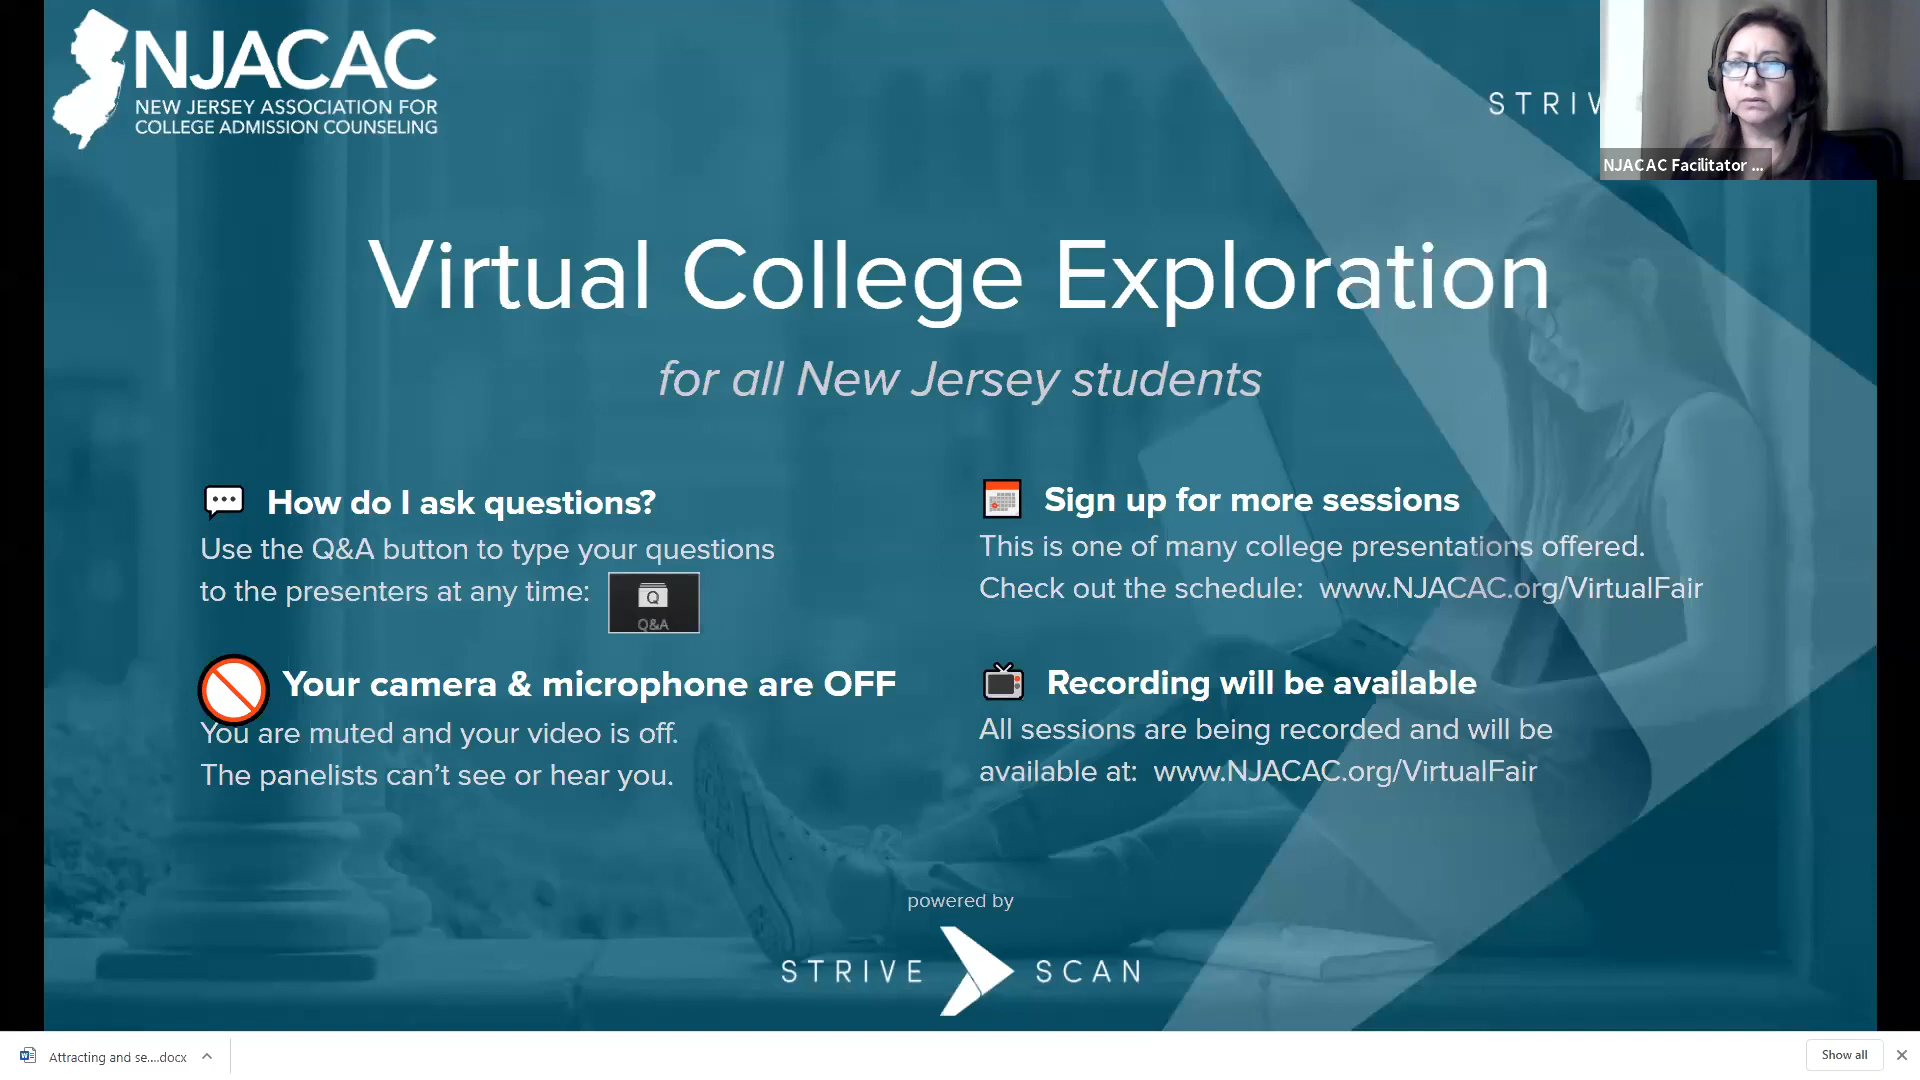 NJACAC
NEW JERSEY ASSOCIATION FOR
COLLEGE ADMISSION COUNSELING
STRIV
NJACAC Facilitator ...
Virtual College Exploration
for all New Jersey students
How do I ask questions?
Use the Q&A button to type your questions
to the presenters at any time:
Q
Q&A
Sign up for more sessions
This is one of many college presentations offered.
Check out the schedule: www.NJACAC.org/VirtualFair
Your camera & microphone are OFF
You are muted and your video is off.
The panelists can’t see or hear you.
Recording will be available
All sessions are being recorded and will be
available at: www.NJACAC.org/VirtualFair
powered by
STRIVE SCAN
Attracting and se....docx
Show all